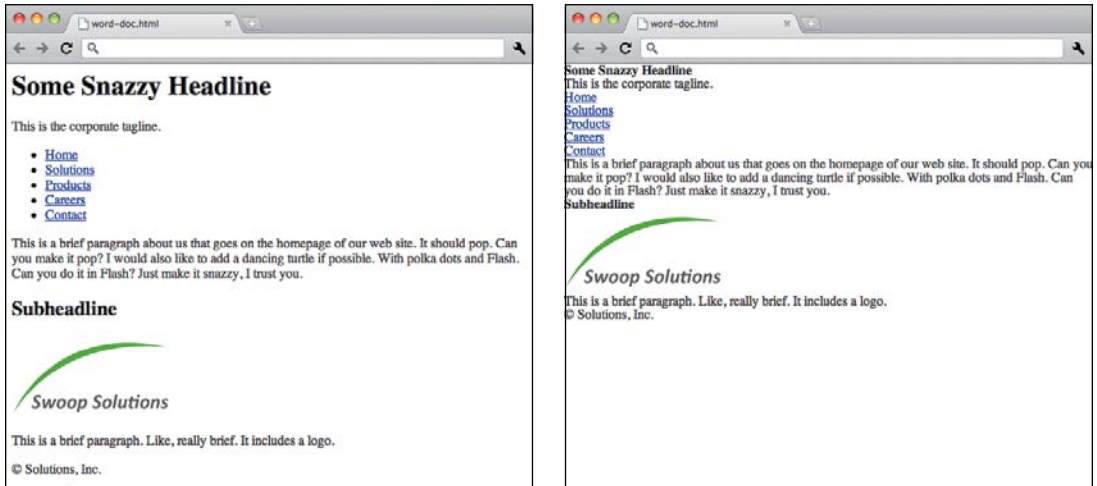 word-doc.html
Some Snazzy Headline
This is the corporate tagline.
• Home
• Solutions
• Products
• Careers
• Contact
This is a brief paragraph about us that goes on the homepage of our web site. It should pop. Can
you make it pop? I would also like to add a dancing turtle if possible. With polka dots and Flash.
Can you do it in Flash? Just make it snazzy, I trust you.
Subheadline
Swoop Solutions
This is a brief paragraph. Like, really brief. It includes a logo.
© Solutions, Inc.
word-doc.html
Some Snazzy Headline
This is the corporate tagline.
Home
Solutions
Products
Careers
Contact
This is a brief paragraph about us that goes on the homepage of our web site. It should pop. Can you
make it pop? I would also like to add a dancing turtle if possible. With polka dots and Flash. Can
you do it in Flash? Just make it snazzy, I trust you.
Subheadline
Swoop Solutions
This is a brief paragraph. Like, really brief. It includes a logo.
© Solutions, Inc.